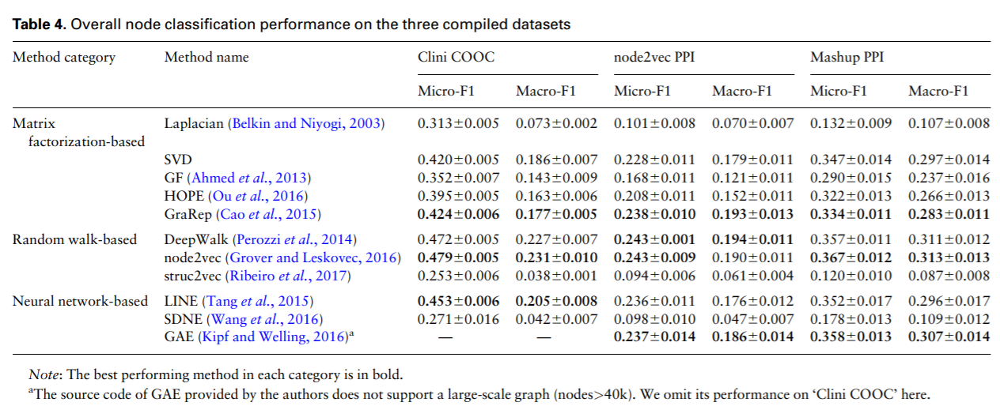 Table 4. Overall node classification performance on the three compiled datasets
Method category Method name Clini COOC node2vec PPI Mashup PPI
Micro-F1 Macro-F1 Micro-F1 Macro-F1 Micro-F1 Macro-F1
Matrix Laplacian (Belkin and Niyogi, 2003) 0.313±0.005 0.073±0.002 0.101±0.008 0.070±0.007 0.132±0.009 0.107±0.008
factorization-based
SVD 0.420±0.005 0.186±0.007 0.228±0.011 0.179±0.011 0.347±0.014 0.297±0.014
GF (Ahmed et al., 2013) 0.352±0.007 0.143±0.009 0.168±0.011 0.121±0.011 0.290±0.015 0.237±0.016
HOPE (Ou et al., 2016) 0.395±0.005 0.163±0.006 0.208±0.011 0.152±0.011 0.322±0.013 0.266±0.013
GraRep (Cao et al., 2015) 0.424±0.006 0.177±0.005 0.238±0.010 0.193±0.013 0.334±0.011 0.283±0.011
Random walk-based DeepWalk (Perozzi et al., 2014) 0.472±0.005 0.227±0.007 0.243±0.001 0.194±0.011 0.357±0.011 0.311±0.012
node2vec (Grover and Leskovec, 2016) 0.479±0.005 0.231±0.010 0.243±0.009 0.190±0.011 0.367±0.012 0.313±0.013
struc2vec (Ribeiro et al., 2017) 0.253±0.006 0.038±0.001 0.094±0.006 0.061±0.004 0.120±0.010 0.087±0.008
Neural network-based LINE (Tang et al., 2015) 0.453±0.006 0.205±0.008 0.236±0.011 0.176±0.012 0.352±0.017 0.296±0.017
SDNE (Wang et al., 2016) 0.271±0.016 0.042±0.007 0.098±0.010 0.047±0.007 0.178±0.013 0.109±0.012
GAE (Kipf and Welling, 2016)a — — 0.237±0.014 0.186±0.014 0.358±0.013 0.307±0.014
Note: The best performing method in each category is in bold.
aThe source code of GAE provided by the authors does not support a large-scale graph (nodes>40k). We omit its performance on ‘Clini COOC’ here.